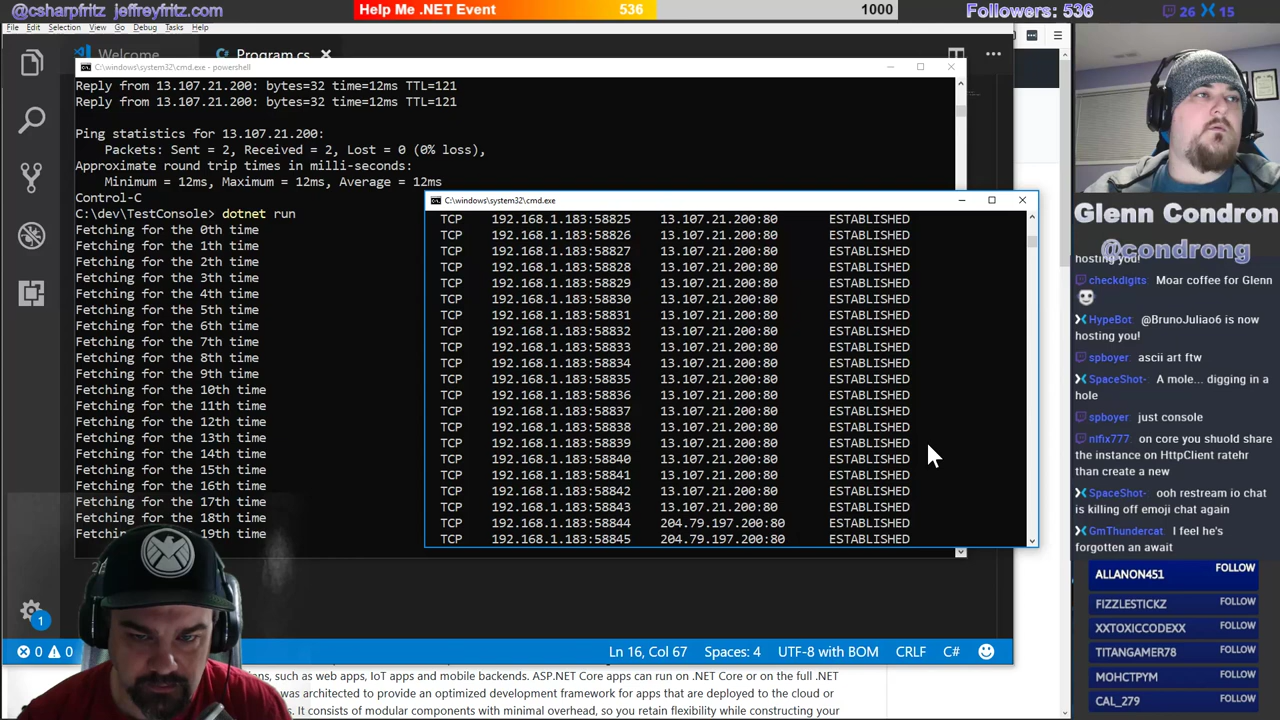 @csharpfritz jeffreyfritz.com
Help Me .NET Event 536 1000
Followers: 536 26 15
File Edit Selection View Go Debug Tasks Help
Welcome
Program.cs
C:\windows\system32\cmd.exe - powershell
Reply from 13.107.21.200: bytes=32 time=12ms TTL=121
Reply from 13.107.21.200: bytes=32 time=12ms TTL=121
Ping statistics for 13.107.21.200:
Packets: Sent = 2, Received = 2, Lost = 0 (0% loss),
Approximate round trip times in milli-seconds:
Minimum = 12ms, Maximum = 12ms, Average = 12ms
Control-C
C:\dev\TestConsole> dotnet run
Fetching for the 0th time
Fetching for the 1th time
Fetching for the 2th time
Fetching for the 3th time
Fetching for the 4th time
Fetching for the 5th time
Fetching for the 6th time
Fetching for the 7th time
Fetching for the 8th time
Fetching for the 9th time
Fetching for the 10th time
Fetching for the 11th time
Fetching for the 12th time
Fetching for the 13th time
Fetching for the 14th time
Fetching for the 15th time
Fetching for the 16th time
Fetching for the 17th time
Fetching for the 18th time
19th time
C:\windows\system32\cmd.exe
TCP 192.168.1.183:58825 13.107.21.200:80 ESTABLISHED
TCP 192.168.1.183:58826 13.107.21.200:80 ESTABLISHED
TCP 192.168.1.183:58827 13.107.21.200:80 ESTABLISHED
TCP 192.168.1.183:58828 13.107.21.200:80 ESTABLISHED
TCP 192.168.1.183:58829 13.107.21.200:80 ESTABLISHED
TCP 192.168.1.183:58830 13.107.21.200:80 ESTABLISHED
TCP 192.168.1.183:58831 13.107.21.200:80 ESTABLISHED
TCP 192.168.1.183:58832 13.107.21.200:80 ESTABLISHED
TCP 192.168.1.183:58833 13.107.21.200:80 ESTABLISHED
TCP 192.168.1.183:58834 13.107.21.200:80 ESTABLISHED
TCP 192.168.1.183:58835 13.107.21.200:80 ESTABLISHED
TCP 192.168.1.183:58836 13.107.21.200:80 ESTABLISHED
TCP 192.168.1.183:58837 13.107.21.200:80 ESTABLISHED
TCP 192.168.1.183:58838 13.107.21.200:80 ESTABLISHED
TCP 192.168.1.183:58839 13.107.21.200:80 ESTABLISHED
TCP 192.168.1.183:58840 13.107.21.200:80 ESTABLISHED
TCP 192.168.1.183:58841 13.107.21.200:80 ESTABLISHED
TCP 192.168.1.183:58842 13.107.21.200:80 ESTABLISHED
TCP 192.168.1.183:58843 13.107.21.200:80 ESTABLISHED
TCP 192.168.1.183:58844 204.79.197.200:80 ESTABLISHED
TCP 192.168.1.183:58845 204.79.197.200:80 ESTABLISHED
1
0 0
Ln 16, Col 67 Spaces: 4 UTF-8 with BOM CRLF C#
such as web apps, IoT apps and mobile backends. ASP.NET Core apps can run on .NET Core or on the full .NET
was architected to provide an optimized development framework for apps that are deployed to the cloud or
It consists of modular components with minimal overhead, so you retain flexibility while constructing your
Glenn Condron
@condrong
hosting you!
checkdigits Moar coffee for Glenn
HypeBot: @BrunoJuliao6 is now
hosting you!
spboyer: ascii art ftw
SpaceShot- A mole... digging in a
hole
spboyer: just console
nlfix777: on core you shuold share
the instance on HttpClient ratehr
than create a new
SpaceShot- ooh restream io chat
is killing off emoji chat again
GmThundercat: I feel he's
forgotten an await
ALLANON451 FOLLOW
FIZZLESTICKZ FOLLOW
XXTOXICCODEXX FOLLOW
TITANGAMER78 FOLLOW
MOHCTPYM FOLLOW
CAL_279 FOLLOW